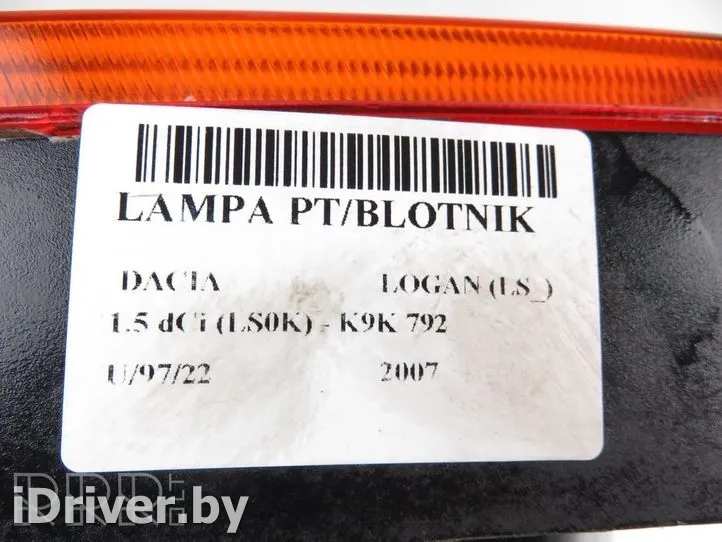 LAMPA PT/BLOTNIK
DACIA LOGAN (LS_)
1.5 dCi (LS0K) - K9K 792
U/97/22 2007
iDriver.by